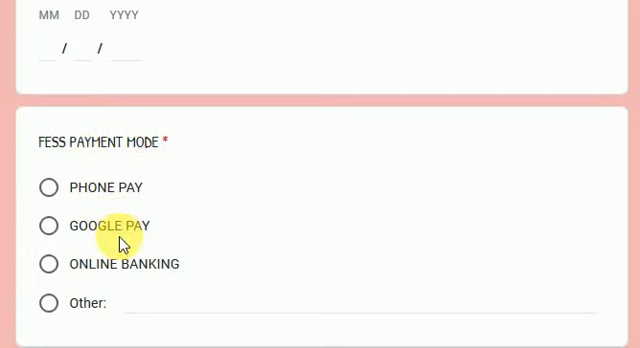 MM DD YYYY
/ /
FESS PAYMENT MODE *
PHONE PAY
GOOGLE PAY
ONLINE BANKING
Other: